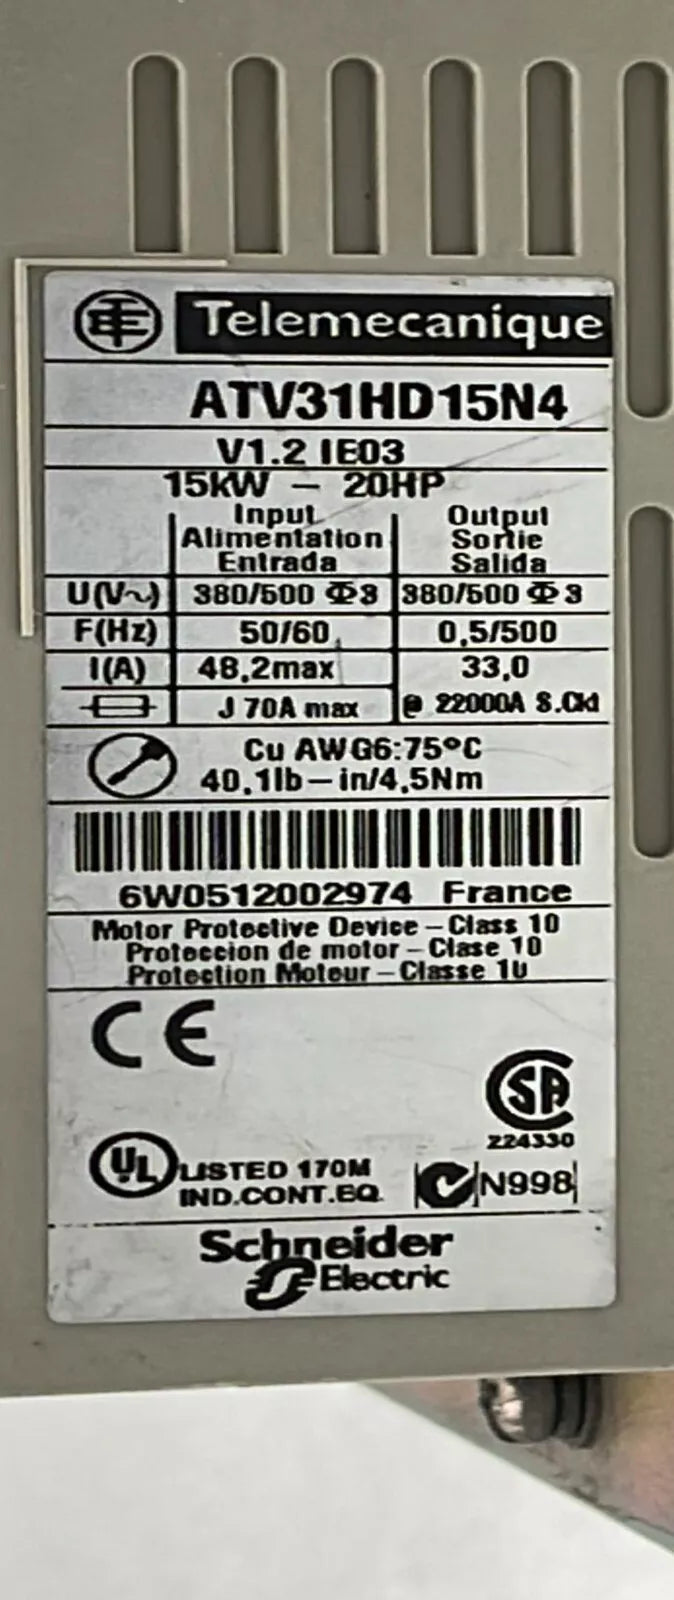 TE Telemecanique
ATV31HD15N4
V1.2 IE03
15kW – 20HP
Input Output
Alimentation Sortie
Entrada Salida
U(V~) 380/500 Φ3 380/500 Φ3
F(Hz) 50/60 0,5/500
I(A) 48,2max 33,0
J 70A max @ 22000A S.Ckt
Cu AWG6:75°C
40,1lb–in/4,5Nm
6W0512002974 France
Motor Protective Device – Class 10
Proteccion de motor – Clase 10
Protection Moteur – Classe 10
CE
SA
224330
UL LISTED 170M
IND.CONT.EQ N998
Schneider
Electric